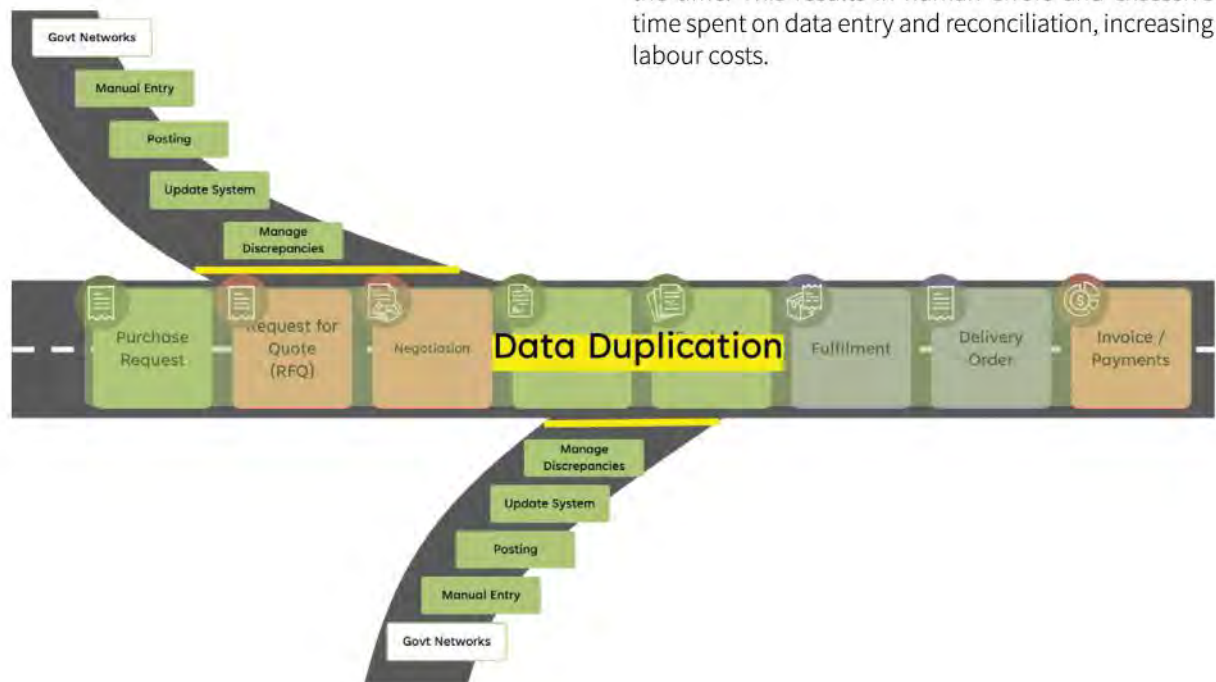 time spent on data entry and reconciliation, increasing
labour costs.
Govt Networks
Manual Entry
Posting
Update System
Manage
Discrepancies
Purchase
Request
Request for
Quote
(RFQ)
Negotiation
Data Duplication
Fulfilment
Delivery
Order
Invoice /
Payments
Manage
Discrepancies
Update System
Posting
Manual Entry
Govt Networks